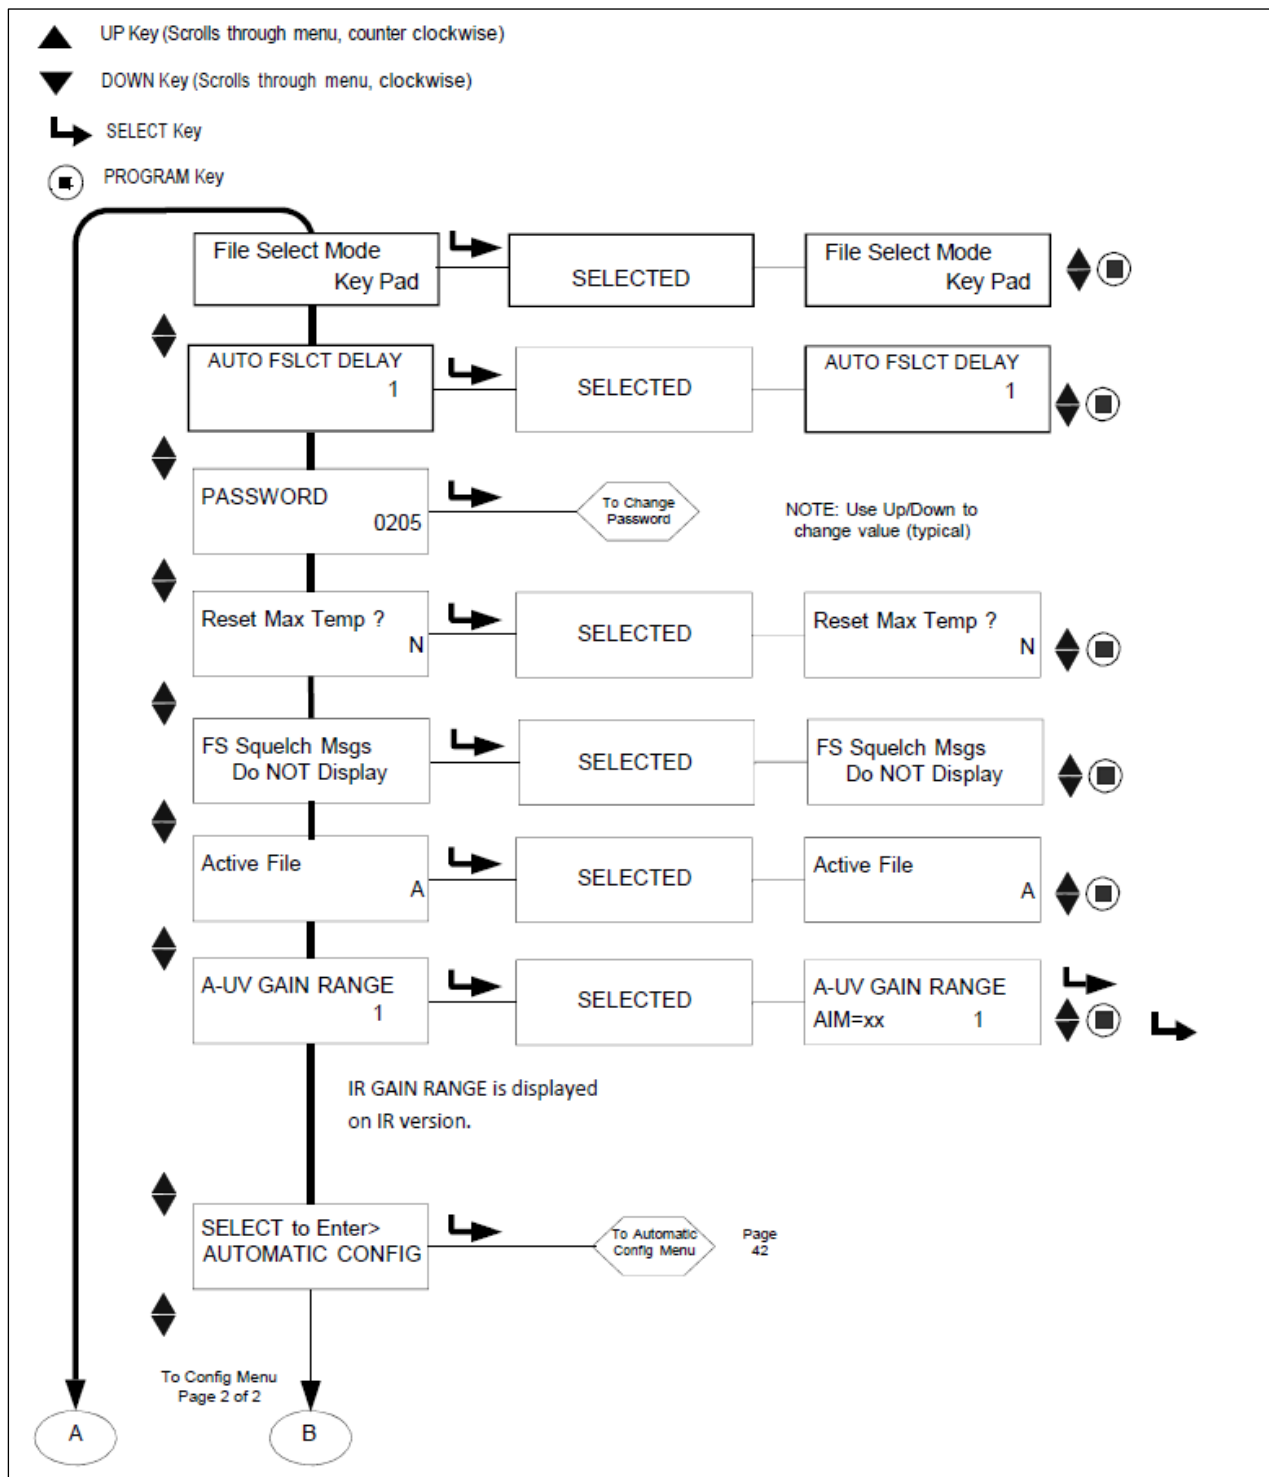 UP Key (Scrolls through menu, counter clockwise)
DOWN Key (Scrolls through menu, clockwise)
SELECT Key
PROGRAM Key
File Select Mode
Key Pad
SELECTED
File Select Mode
Key Pad
AUTO FSLCT DELAY
1
SELECTED
AUTO FSLCT DELAY
1
PASSWORD
0205
To Change
Password
NOTE: Use Up/Down to
change value (typical)
Reset Max Temp ?
N
SELECTED
Reset Max Temp ?
N
FS Squelch Msgs
Do NOT Display
SELECTED
FS Squelch Msgs
Do NOT Display
Active File
A
SELECTED
Active File
A
A-UV GAIN RANGE
1
SELECTED
A-UV GAIN RANGE
AIM=xx 1
IR GAIN RANGE is displayed
on IR version.
SELECT to Enter>
AUTOMATIC CONFIG
To Automatic
Config Menu
Page
42
To Config Menu
Page 2 of 2
A
B